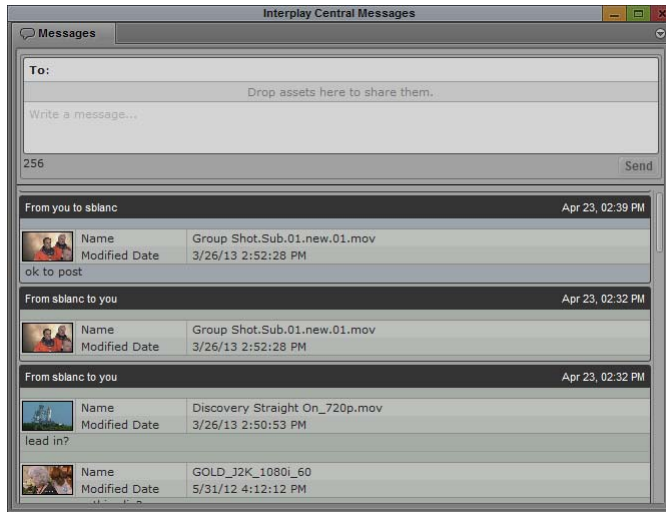 Interplay Central Messages
Messages
To:
Drop assets here to share them.
Write a message...
256
Send
From you to sblanc Apr 23, 02:39 PM
Name Group Shot.Sub.01.new.01.mov
Modified Date 3/26/13 2:52:28 PM
ok to post
From sblanc to you Apr 23, 02:32 PM
Name Group Shot.Sub.01.new.01.mov
Modified Date 3/26/13 2:52:28 PM
From sblanc to you Apr 23, 02:32 PM
Name Discovery Straight On_720p.mov
Modified Date 3/26/13 2:50:53 PM
lead in?
Name GOLD_J2K_1080i_60
Modified Date 5/31/12 4:12:12 PM